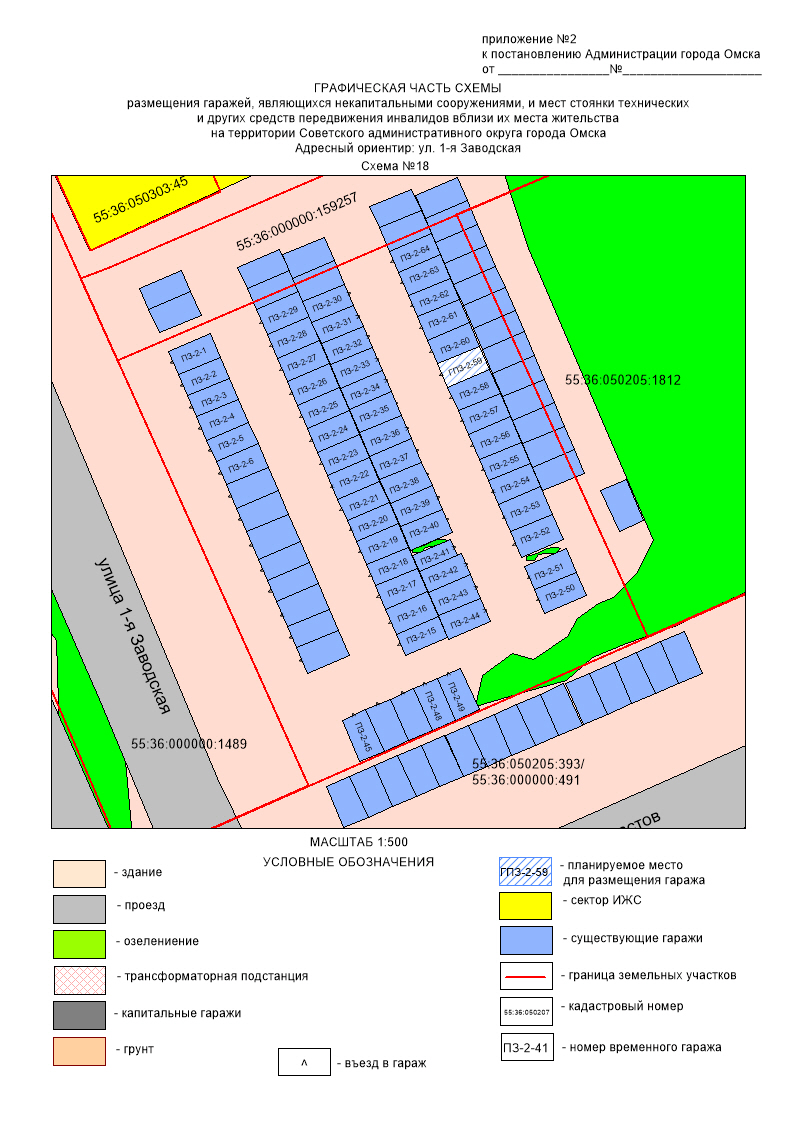 приложение №2
к постановлению Администрации города Омска
от ________________№____________________
ГРАФИЧЕСКАЯ ЧАСТЬ СХЕМЫ
размещения гаражей, являющихся некапитальными сооружениями, и мест стоянки технических
и других средств передвижения инвалидов вблизи их места жительства
на территории Советского административного округа города Омска
Адресный ориентир: ул. 1-я Заводская
Схема №18
55:36:050303:45
55:36:000000:159257
ПЗ-2-1
ПЗ-2-2
ПЗ-2-3
ПЗ-2-4
ПЗ-2-5
ПЗ-2-6
ПЗ-2-29
ПЗ-2-28
ПЗ-2-27
ПЗ-2-26
ПЗ-2-25
ПЗ-2-24
ПЗ-2-23
ПЗ-2-22
ПЗ-2-21
ПЗ-2-20
ПЗ-2-19
ПЗ-2-18
ПЗ-2-17
ПЗ-2-16
ПЗ-2-15
ПЗ-2-30
ПЗ-2-31
ПЗ-2-32
ПЗ-2-33
ПЗ-2-34
ПЗ-2-35
ПЗ-2-36
ПЗ-2-37
ПЗ-2-38
ПЗ-2-39
ПЗ-2-40
ПЗ-2-41
ПЗ-2-42
ПЗ-2-43
ПЗ-2-44
ПЗ-2-64
ПЗ-2-63
ПЗ-2-62
ПЗ-2-61
ПЗ-2-60
ГПЗ-2-59
ПЗ-2-58
ПЗ-2-57
ПЗ-2-56
ПЗ-2-55
ПЗ-2-54
ПЗ-2-53
ПЗ-2-52
ПЗ-2-51
ПЗ-2-50
55:36:050205:1812
улица 1-я Заводская
ПЗ-2-45
ПЗ-2-48
ПЗ-2-49
55:36:000000:1489
55:36:050205:393/
55:36:000000:491
стов
МАСШТАБ 1:500
УСЛОВНЫЕ ОБОЗНАЧЕНИЯ
- здание
- проезд
- озелениение
- трансформаторная подстанция
- капитальные гаражи
- грунт
^ - въезд в гараж
ГПЗ-2-59 - планируемое место
для размещения гаража
- сектор ИЖС
- существующие гаражи
- граница земельных участков
55:36:050207 - кадастровый номер
ПЗ-2-41 - номер временного гаража